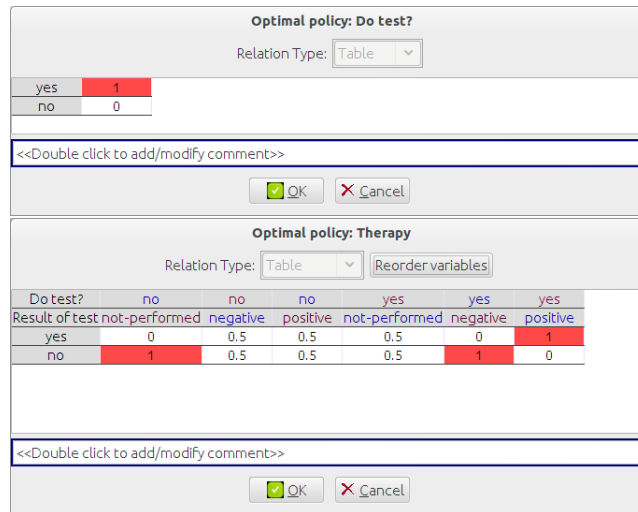 Optimal policy: Do test?
Relation Type: Table
yes 1
no 0
<<Double click to add/modify comment>>
OK Cancel
Optimal policy: Therapy
Relation Type: Table Reorder variables
Do test? no no no yes yes yes
Result of test not-performed negative positive not-performed negative positive
yes 0 0.5 0.5 0.5 0 1
no 1 0.5 0.5 0.5 1 0
<<Double click to add/modify comment>>
OK Cancel